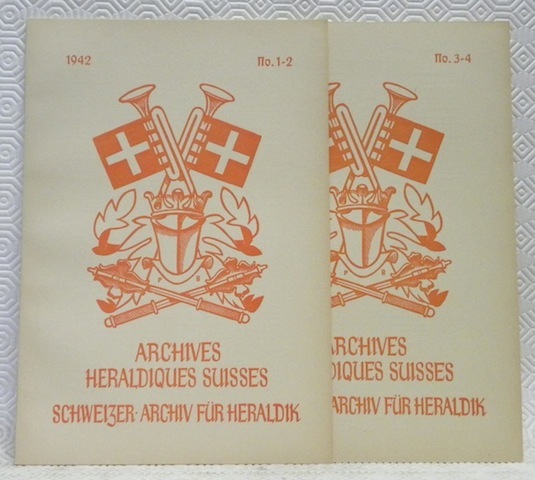 1942 No. 1-2
P B
ARCHIVES
HERALDIQUES SUISSES
SCHWEIZER · ARCHIV FÜR HERALDIK
No. 3-4
B
RCHIVES
DIQUES SUISSES
ARCHIV FÜR HERALDIK